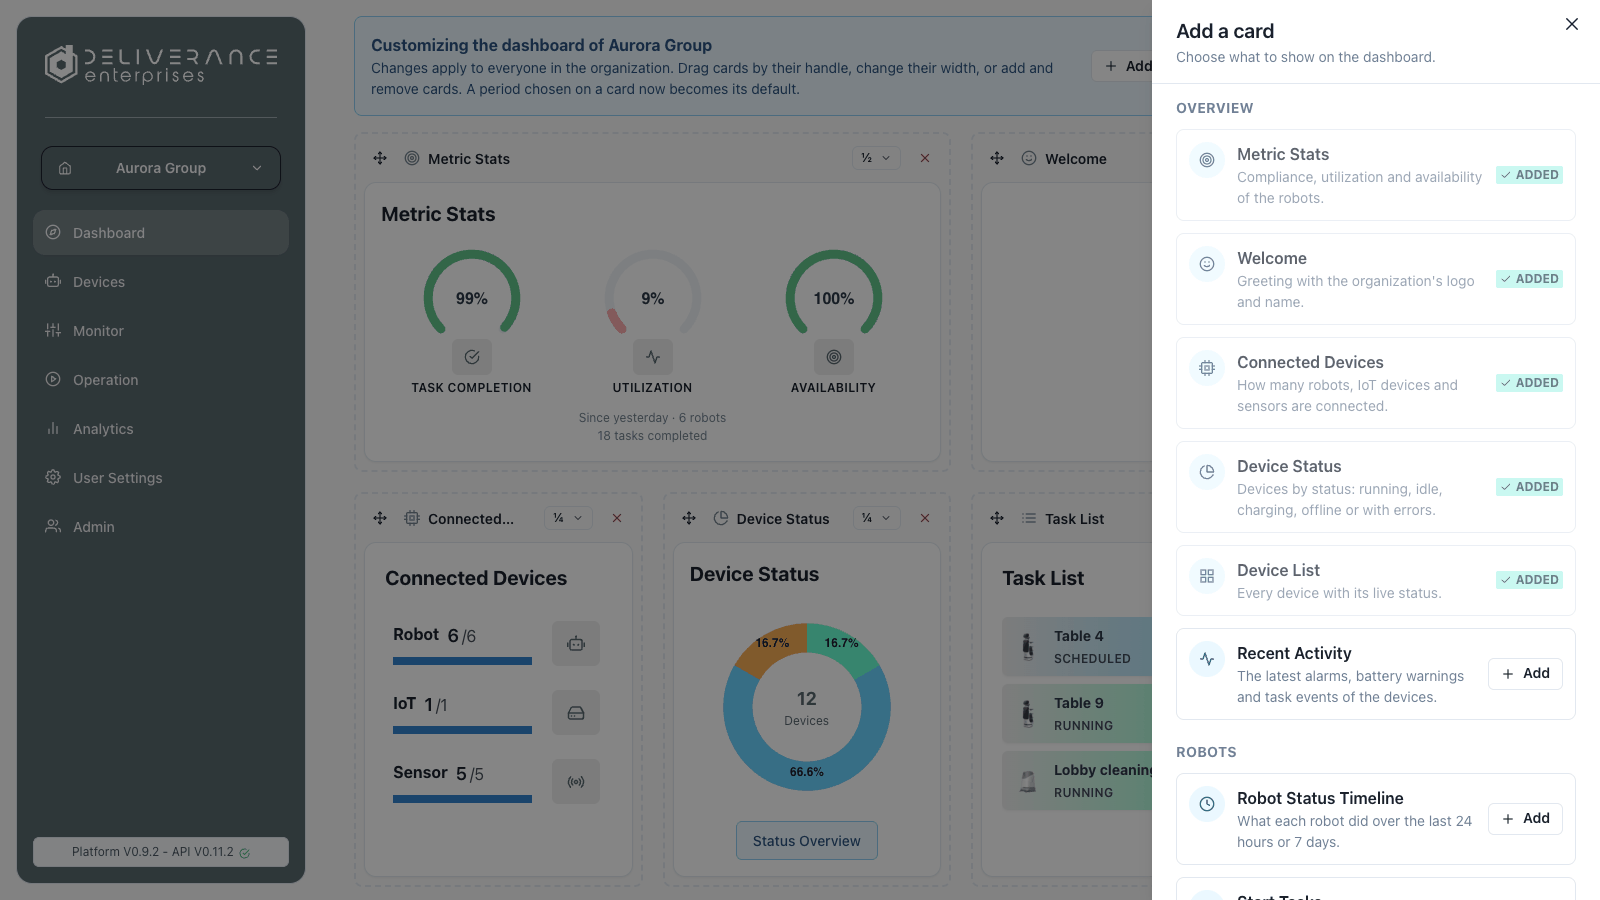 DELIVERANCE
enterprises
Aurora Group
Dashboard
Devices
Monitor
Operation
Analytics
User Settings
Admin
Platform V0.9.2 - API V0.11.2
Customizing the dashboard of Aurora Group
Changes apply to everyone in the organization. Drag cards by their handle, change their width, or add and
remove cards. A period chosen on a card now becomes its default.
Add
Metric Stats
½
Welcome
Metric Stats
99%
9%
100%
TASK COMPLETION
UTILIZATION
AVAILABILITY
Since yesterday · 6 robots
18 tasks completed
Connected...
¼
Device Status
¼
Task List
Connected Devices
Robot 6/6
IoT 1/1
Sensor 5/5
Device Status
16.7%
16.7%
12
Devices
66.6%
Status Overview
Task List
Table 4
SCHEDULED
Table 9
RUNNING
Lobby cleaning
RUNNING
Add a card
Choose what to show on the dashboard.
OVERVIEW
Metric Stats
Compliance, utilization and availability
of the robots.
ADDED
Welcome
Greeting with the organization's logo
and name.
ADDED
Connected Devices
How many robots, IoT devices and
sensors are connected.
ADDED
Device Status
Devices by status: running, idle,
charging, offline or with errors.
ADDED
Device List
Every device with its live status.
ADDED
Recent Activity
The latest alarms, battery warnings
and task events of the devices.
Add
ROBOTS
Robot Status Timeline
What each robot did over the last 24
hours or 7 days.
Add